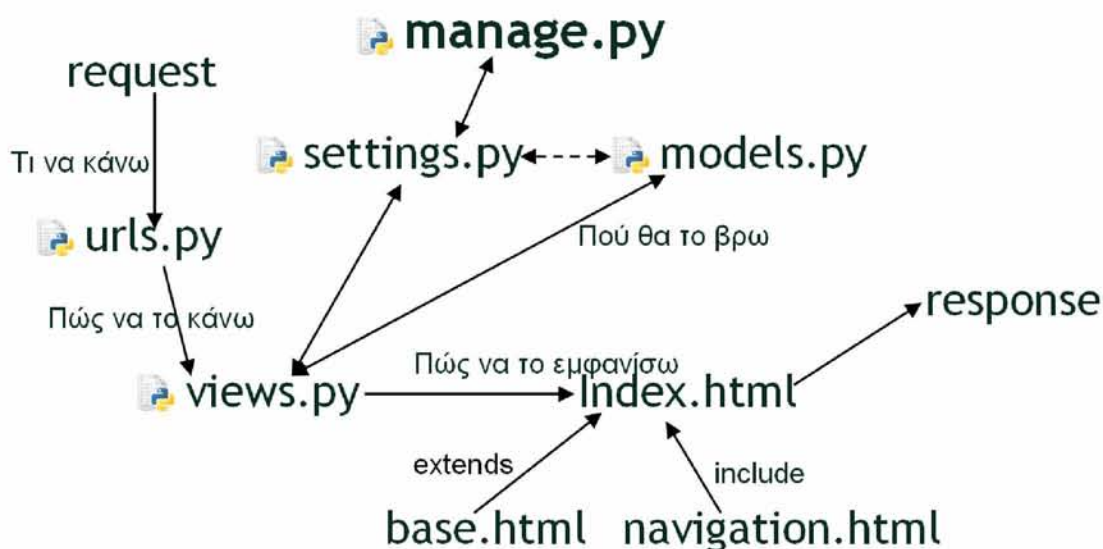 manage.py
request
settings.py
models.py
Τι να κάνω
urls.py
Πού θα το βρω
Πώς να το κάνω
response
Πώς να το εμφανίσω
views.py
Index.html
extends
include
base.html
navigation.html